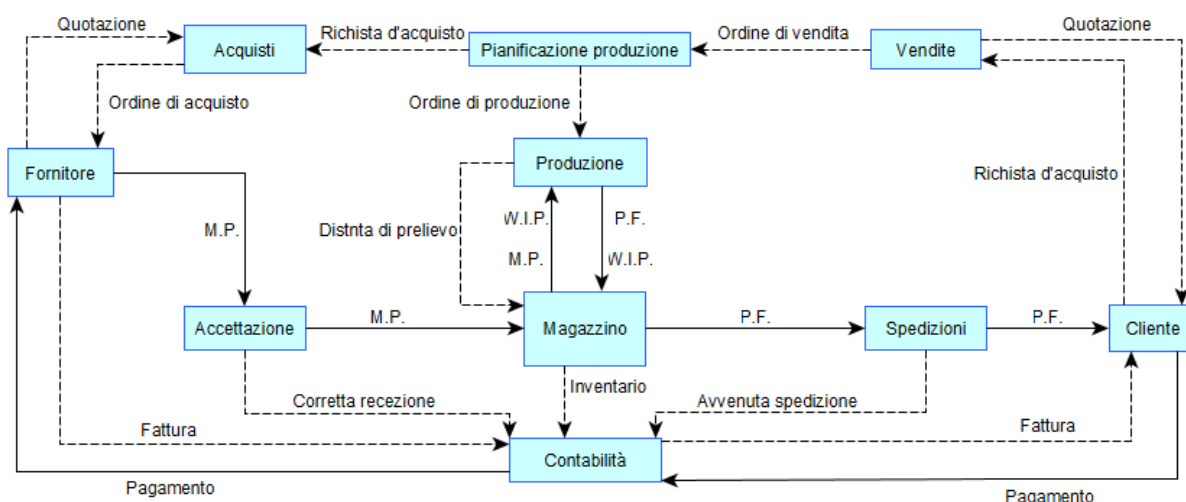 Quotazione
Acquisti
Richista d'acquisto
Pianificazione produzione
Ordine di vendita
Vendite
Quotazione
Ordine di acquisto
Ordine di produzione
Fornitore
Produzione
Richista d'acquisto
M.P.
Distnta di prelievo
W.I.P.
P.F.
M.P.
W.I.P.
Accettazione
M.P.
Magazzino
P.F.
Spedizioni
P.F.
Cliente
Inventario
Corretta recezione
Avvenuta spedizione
Fattura
Fattura
Contabilità
Pagamento
Pagamento